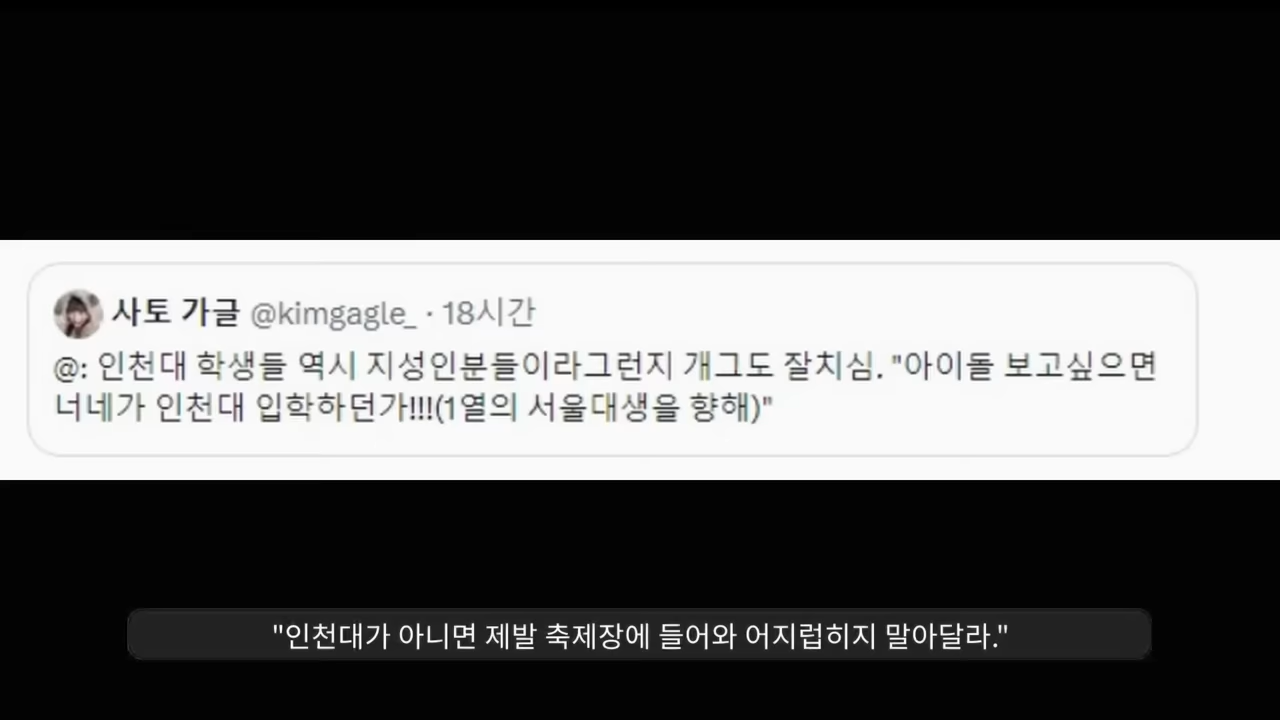 사토 가글 @kimgagle_ · 18시간
@: 인천대 학생들 역시 지성인분들이라그런지 개그도 잘치심. "아이돌 보고싶으면
너네가 인천대 입학하던가!!!(1열의 서울대생을 향해)"
"인천대가 아니면 제발 축제장에 들어와 어지럽히지 말아달라."